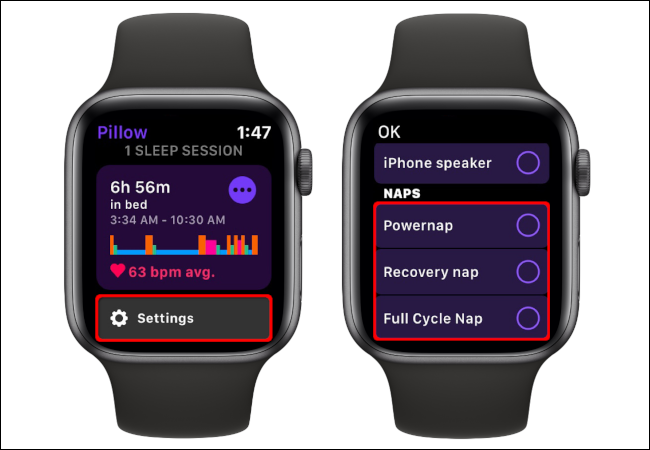 Pillow 1:47
1 SLEEP SESSION
6h 56m
in bed
3:34 AM - 10:30 AM
63 bpm avg.
Settings
OK
iPhone speaker
NAPS
Powernap
Recovery nap
Full Cycle Nap